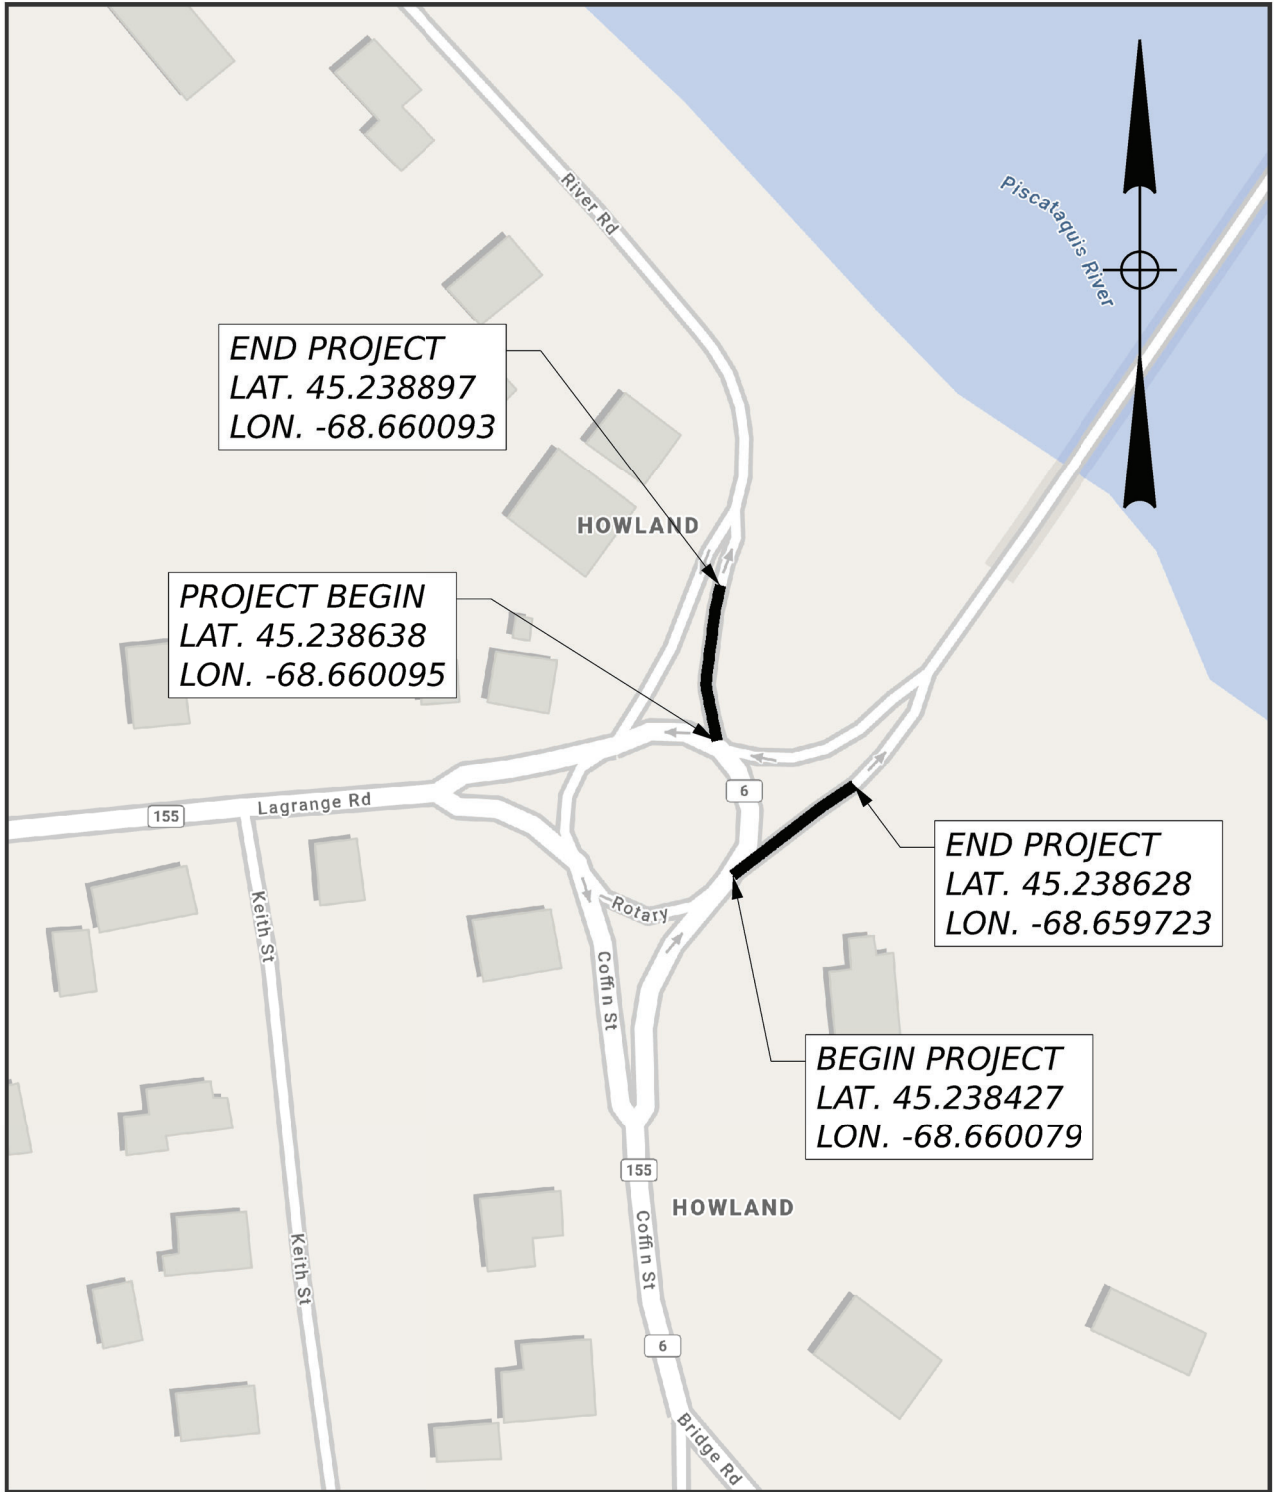 River Rd
Piscataquis River
END PROJECT
LAT. 45.238897
LON. -68.660093
HOWLAND
PROJECT BEGIN
LAT. 45.238638
LON. -68.660095
6
155
Lagrange Rd
END PROJECT
LAT. 45.238628
LON. -68.659723
Keith St
Rotary
Coffin St
BEGIN PROJECT
LAT. 45.238427
LON. -68.660079
155
HOWLAND
Coffin St
Keith St
6
Bridge Rd